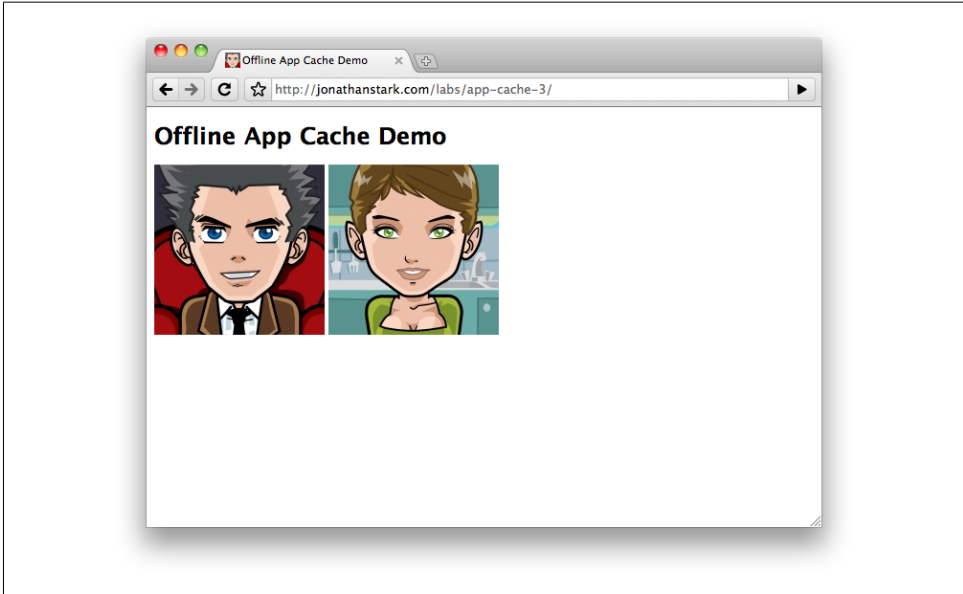 Offline App Cache Demo
http://jonathanstark.com/labs/app-cache-3/
Offline App Cache Demo